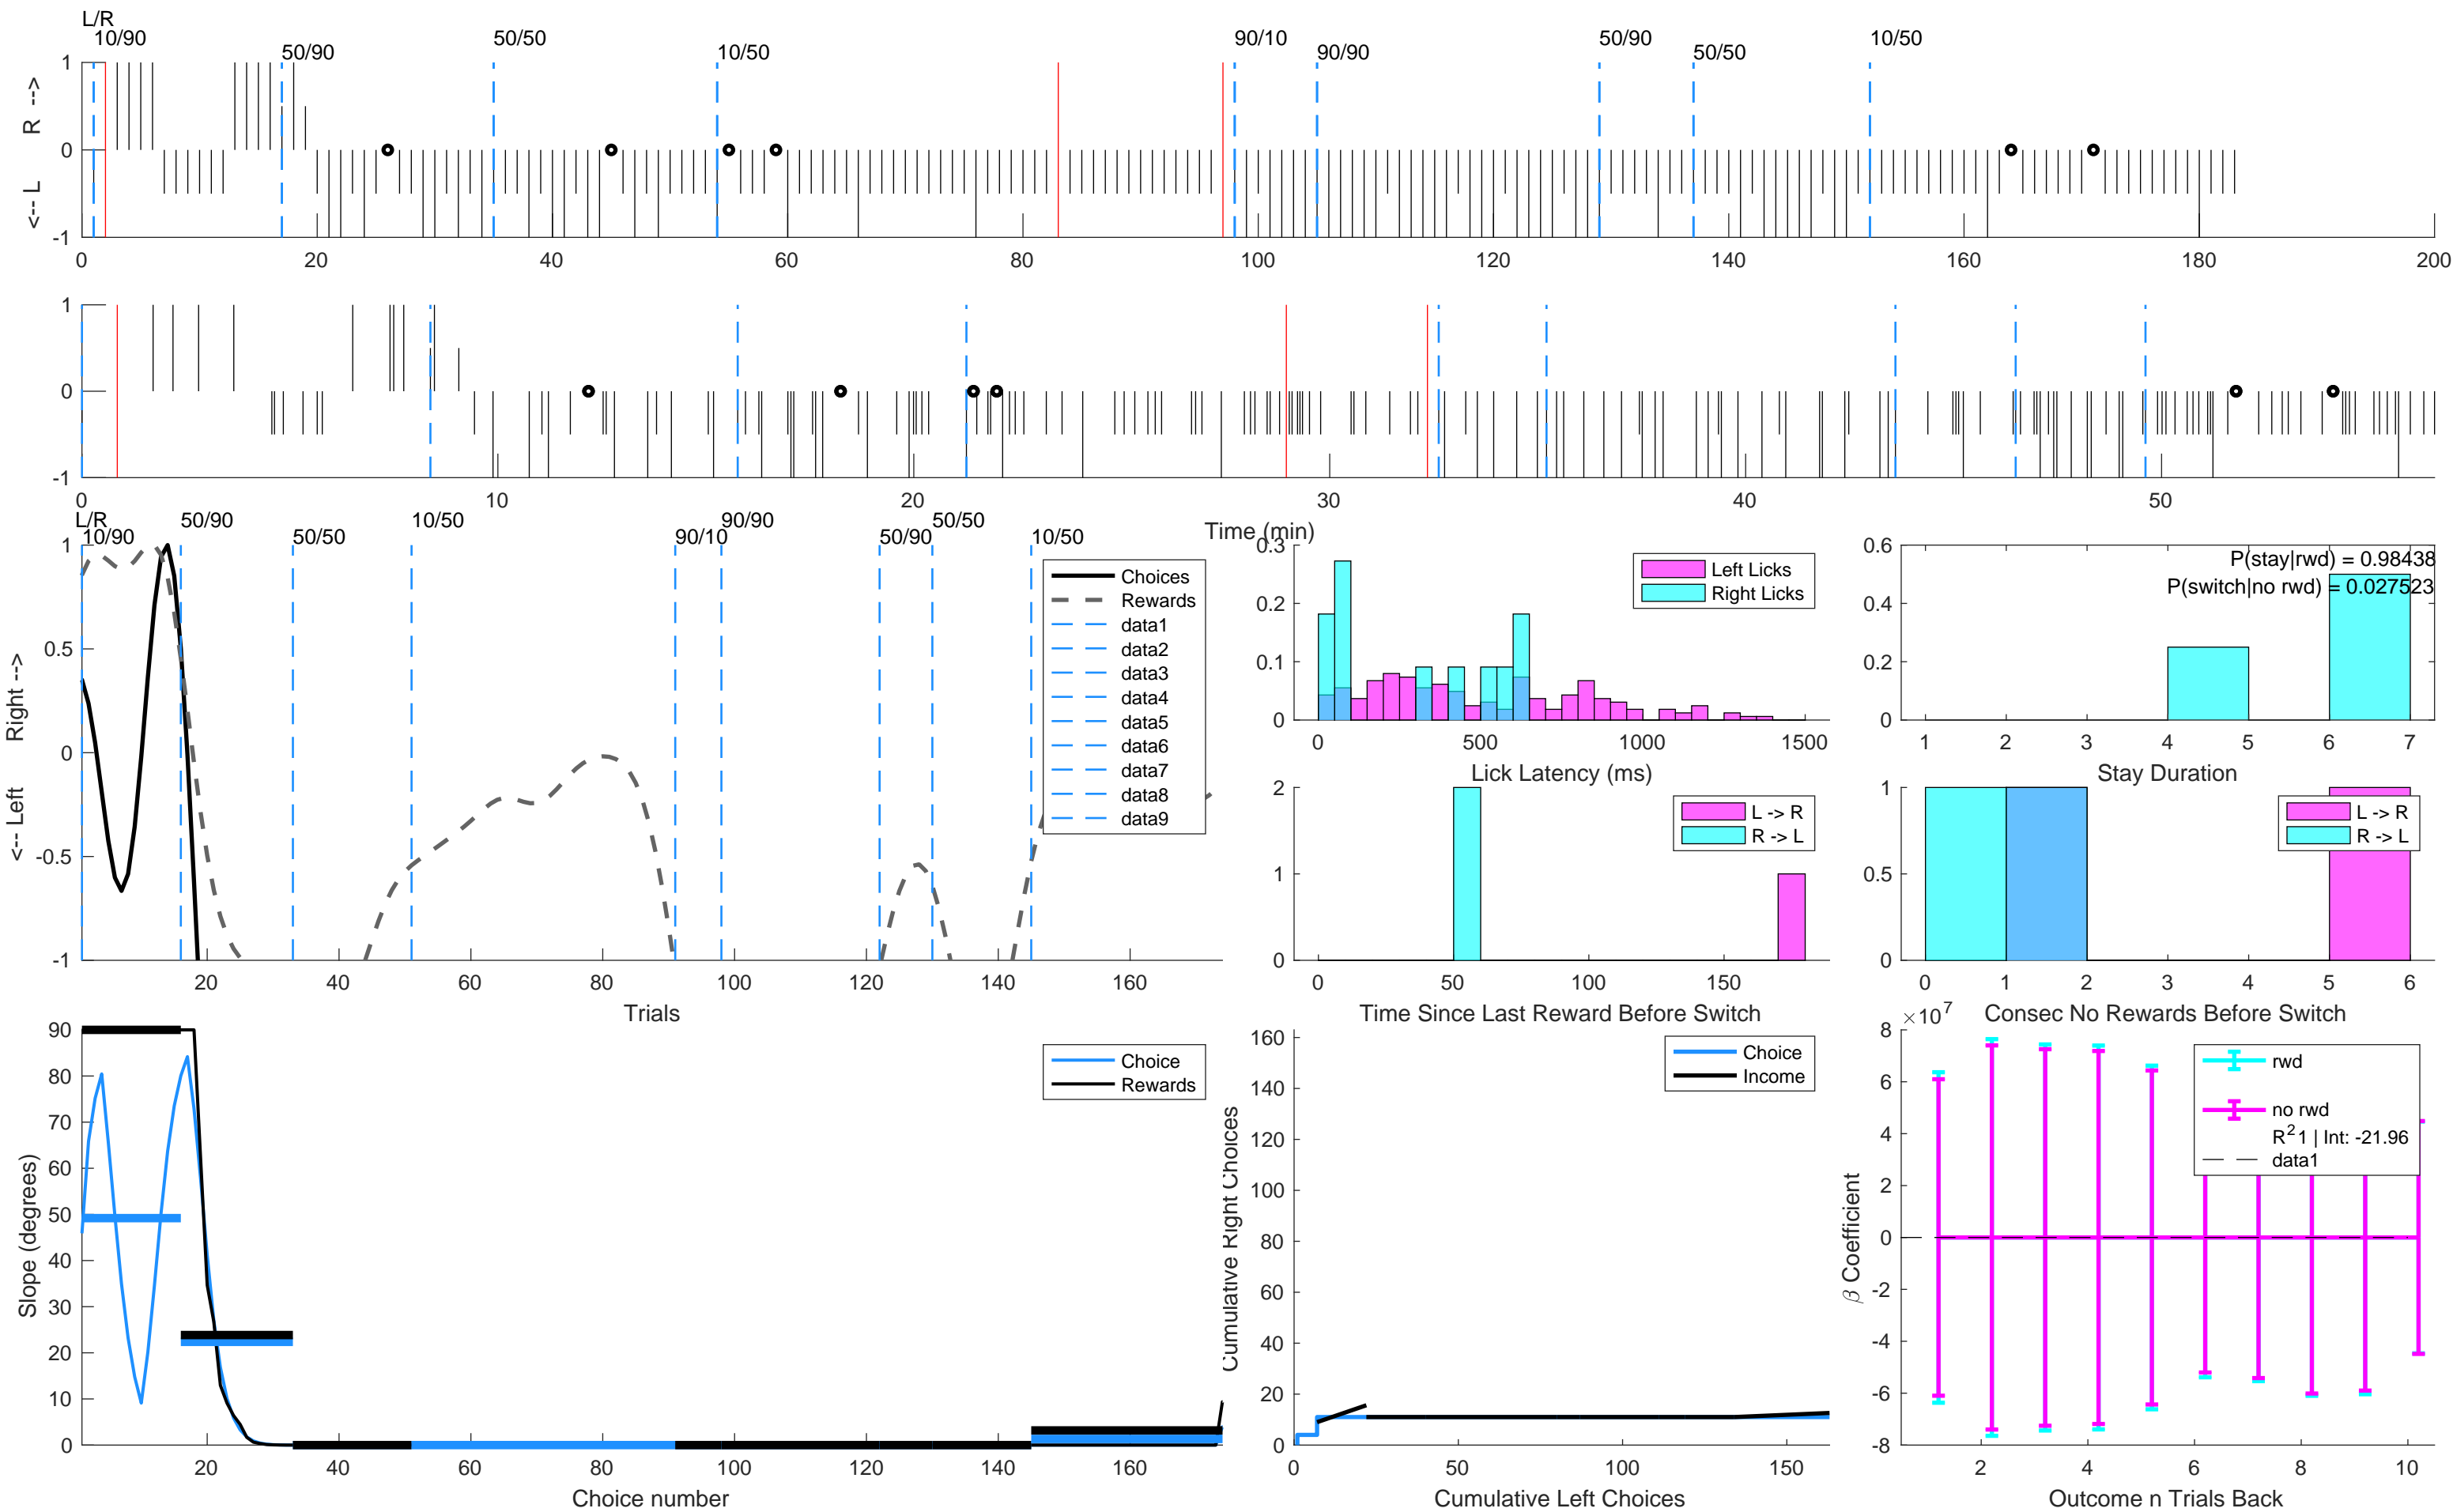 L/R
10/90
50/90
50/50
10/50
90/10
90/90
50/90
50/50
10/50
<-- L R -->
1
0
-1
0 20 40 60 80 100 120 140 160 180 200
1
0
-1
0 10 20 30 40 50
Time (min)
L/R
10/90
50/90
50/50
10/50
90/10
90/90
50/90
50/50
10/50
<-- Left Right -->
1
0.5
0
-0.5
-1
20 40 60 80 100 120 140 160
Trials
Choices
Rewards
data1
data2
data3
data4
data5
data6
data7
data8
data9
0.3
0.2
0.1
0
0 500 1000 1500
Lick Latency (ms)
Left Licks
Right Licks
0.6
0.4
0.2
0
1 2 3 4 5 6 7
Stay Duration
P(stay|rwd) = 0.98438
P(switch|no rwd) = 0.027523
2
1
0
0 50 100 150
Time Since Last Reward Before Switch
L -> R
R -> L
1
0.5
0
0 1 2 3 4 5 6
Consec No Rewards Before Switch
L -> R
R -> L
Slope (degrees)
90
80
70
60
50
40
30
20
10
0
20 40 60 80 100 120 140 160
Choice number
Choice
Rewards
Cumulative Right Choices
160
140
120
100
80
60
40
20
0
0 50 100 150
Cumulative Left Choices
Choice
Income
β Coefficient
×10^7
8
6
4
2
0
-2
-4
-6
-8
2 4 6 8 10
Outcome n Trials Back
rwd
no rwd
R²1 | Int: -21.96
data1